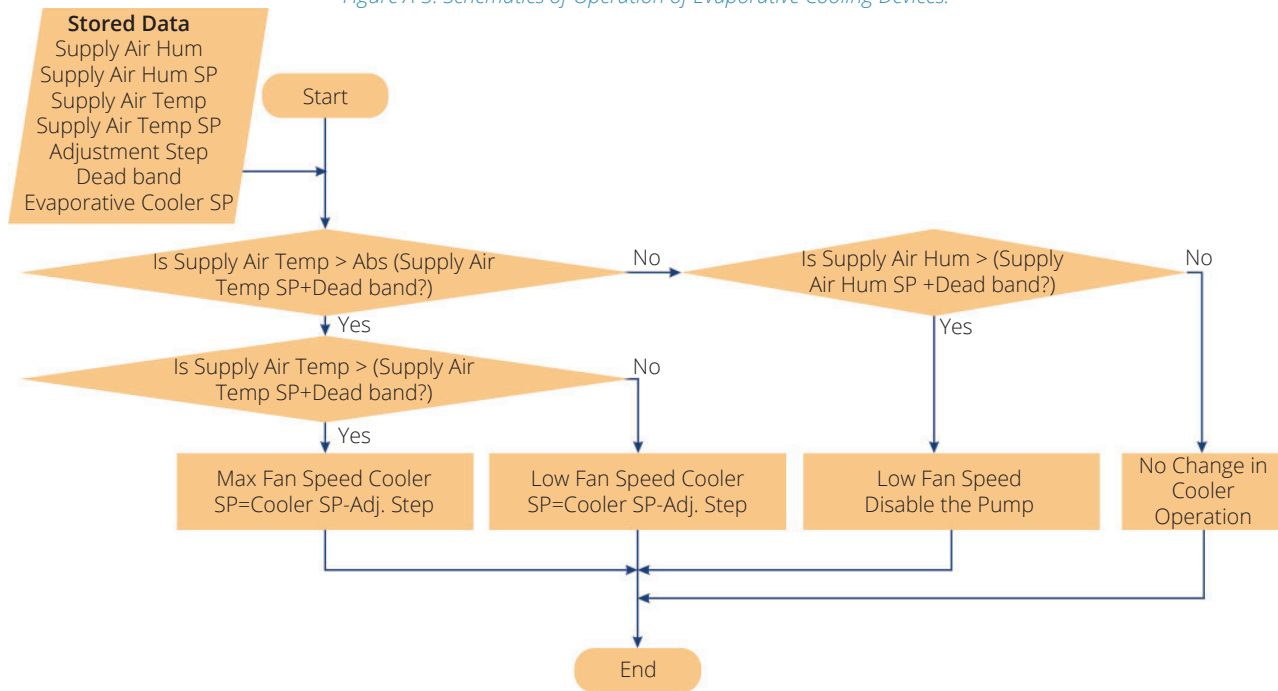 Figure A-3: Schematics of Operation of Evaporative Cooling Devices.
Stored Data
Supply Air Hum
Supply Air Hum SP
Supply Air Temp
Supply Air Temp SP
Adjustment Step
Dead band
Evaporative Cooler SP
Start
Is Supply Air Temp > Abs (Supply Air
Temp SP+Dead band?)
No
Is Supply Air Hum > (Supply
Air Hum SP +Dead band?)
No
Yes
Yes
Is Supply Air Temp > (Supply Air
Temp SP+Dead band?)
No
Yes
Max Fan Speed Cooler
SP=Cooler SP-Adj. Step
Low Fan Speed Cooler
SP=Cooler SP-Adj. Step
Low Fan Speed
Disable the Pump
No Change in
Cooler
Operation
End